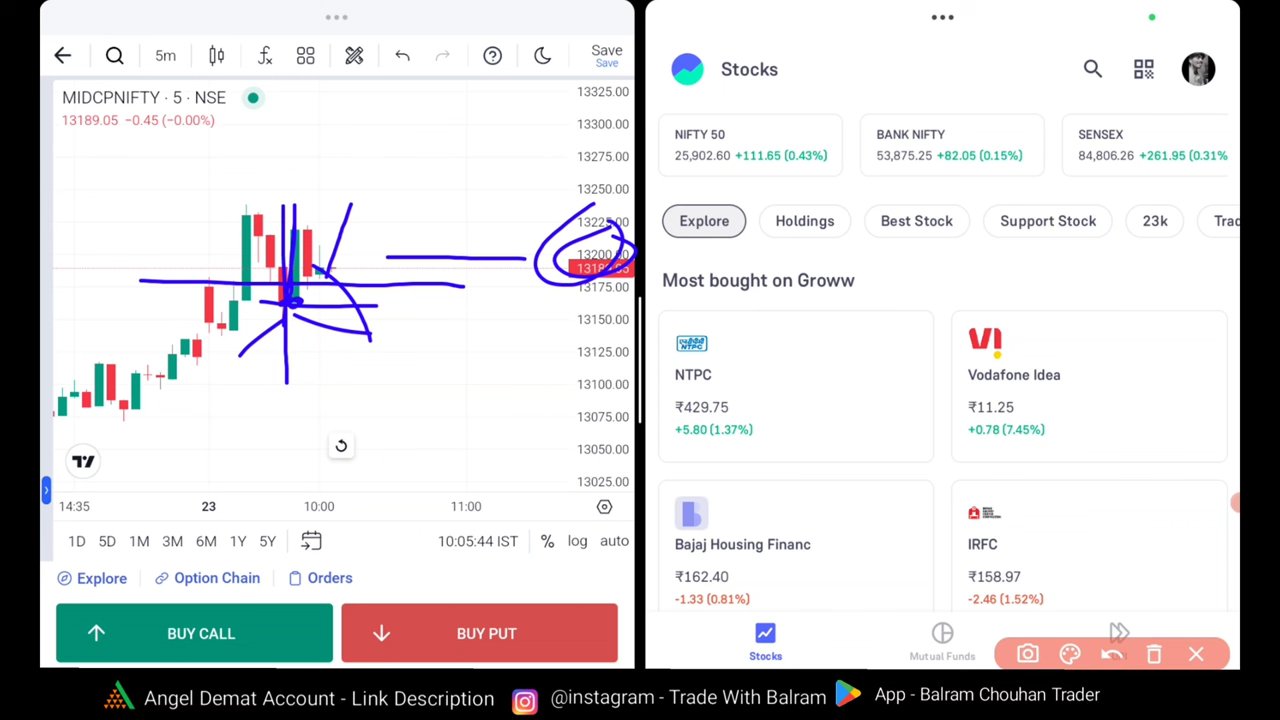 5m
Save
Save
MIDCPNIFTY · 5 · NSE
13189.05 −0.45 (−0.00%)
13325.00
13300.00
13275.00
13250.00
13225.00
13200.00
13175.00
13150.00
13125.00
13100.00
13075.00
13050.00
13025.00
14:35 23 10:00 11:00
1D 5D 1M 3M 6M 1Y 5Y 10:05:44 IST % log auto
Explore Option Chain Orders
BUY CALL BUY PUT
Stocks
NIFTY 50
25,902.60 +111.65 (0.43%)
BANK NIFTY
53,875.25 +82.05 (0.15%)
SENSEX
84,806.26 +261.95 (0.31%
Explore Holdings Best Stock Support Stock 23k Trad
Most bought on Groww
NTPC
NTPC
₹429.75
+5.80 (1.37%)
Vodafone Idea
₹11.25
+0.78 (7.45%)
Bajaj Housing Financ
₹162.40
-1.33 (0.81%)
IRFC
₹158.97
-2.46 (1.52%)
Stocks Mutual Funds
Angel Demat Account - Link Description @instagram - Trade With Balram App - Balram Chouhan Trader